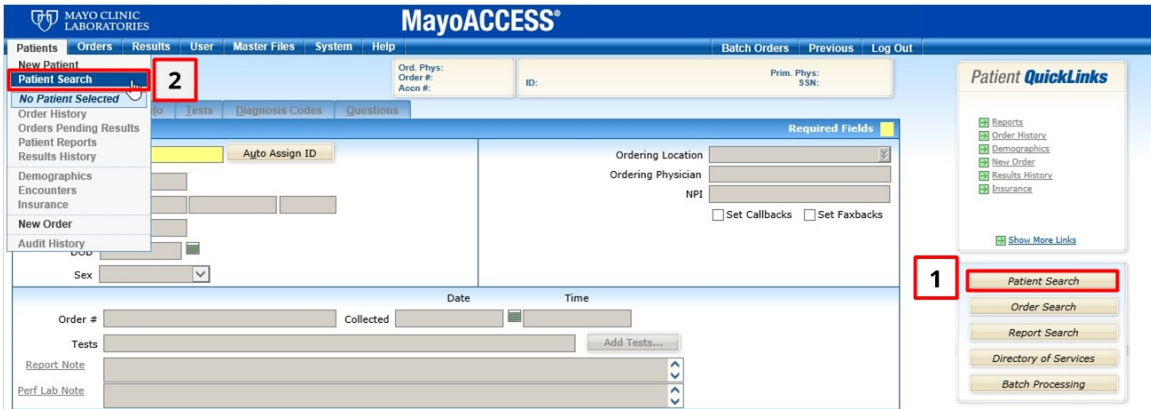 MAYO CLINIC
LABORATORIES
MayoACCESS®
Patients Orders Results User Master Files System Help Batch Orders Previous Log Out
New Patient
Patient Search
2
No Patient Selected
Order History
Orders Pending Results
Patient Reports
Results History
Demographics
Encounters
Insurance
New Order
Audit History
Ord. Phys:
Order #:
Accn #:
ID:
Prim. Phys:
SSN:
Tests Diagnosis Codes Questions
Required Fields
Auto Assign ID
DOB
Sex
Ordering Location
Ordering Physician
NPI
Set Callbacks Set Faxbacks
Date Time
Order # Collected
Tests Add Tests...
Report Note
Perf Lab Note
Patient QuickLinks
Reports
Order History
Demographics
New Order
Results History
Insurance
Show More Links
1
Patient Search
Order Search
Report Search
Directory of Services
Batch Processing